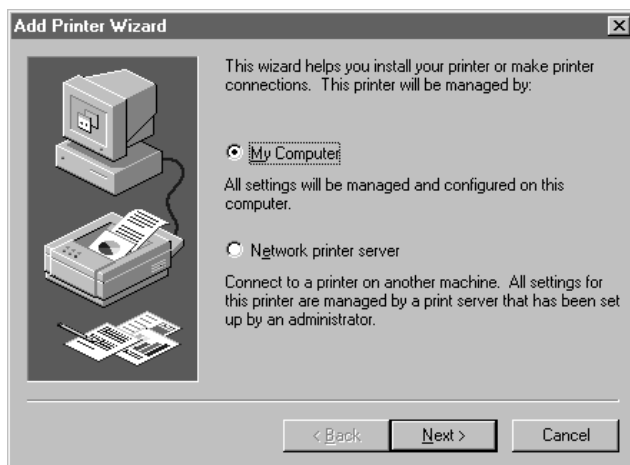 Add Printer Wizard
This wizard helps you install your printer or make printer
connections. This printer will be managed by:
My Computer
All settings will be managed and configured on this
computer.
Network printer server
Connect to a printer on another machine. All settings for
this printer are managed by a print server that has been set
up by an administrator.
< Back
Next >
Cancel